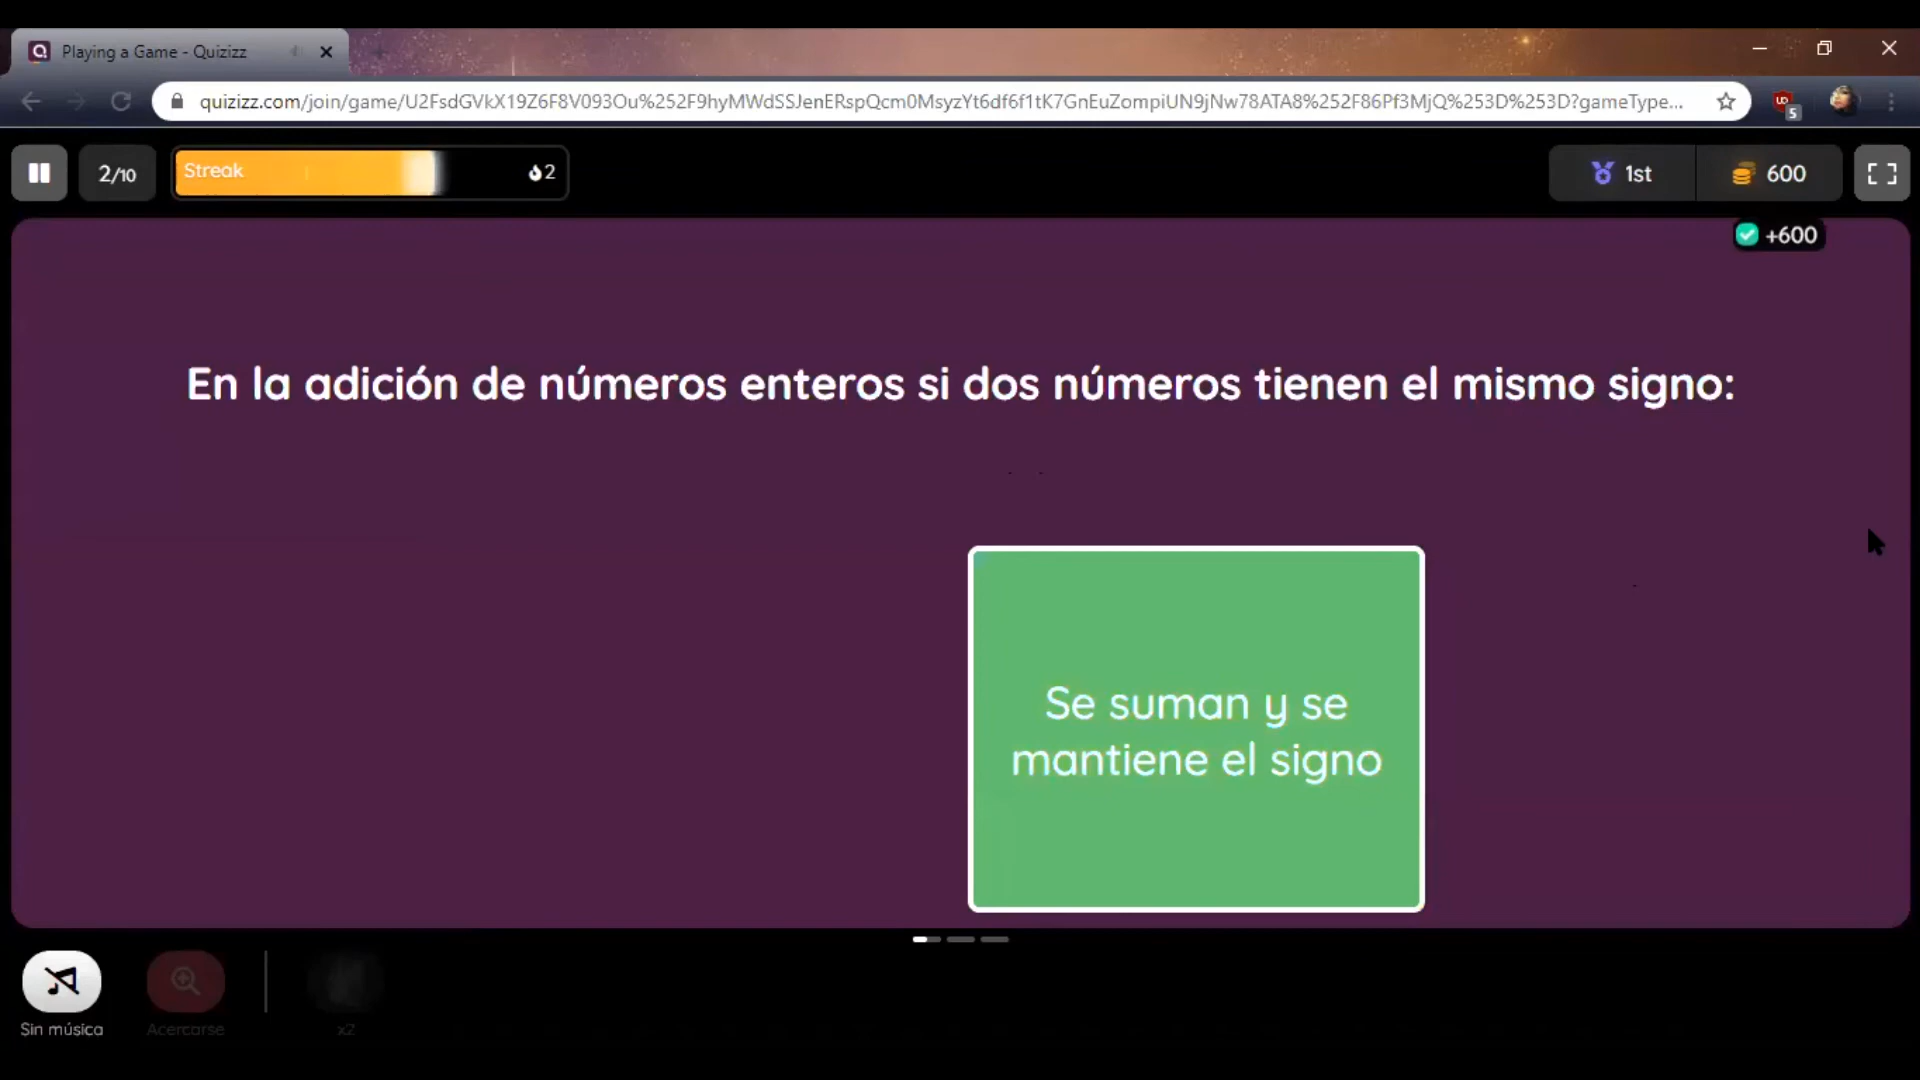 Playing a Game - Quizizz
quizizz.com/join/game/U2FsdGVkX19Z6F8V093Ou%252F9hyMWdSSJenERspQcm0MsyzYt6df6f1tK7GnEuZompiUN9jNw78ATA8%252F86Pf3MjQ%253D%253D?gameType...
5
2/10
Streak
2
1st
600
+600
En la adición de números enteros si dos números tienen el mismo signo:
Se suman y se
mantiene el signo
Sin música
Acercarse
x2